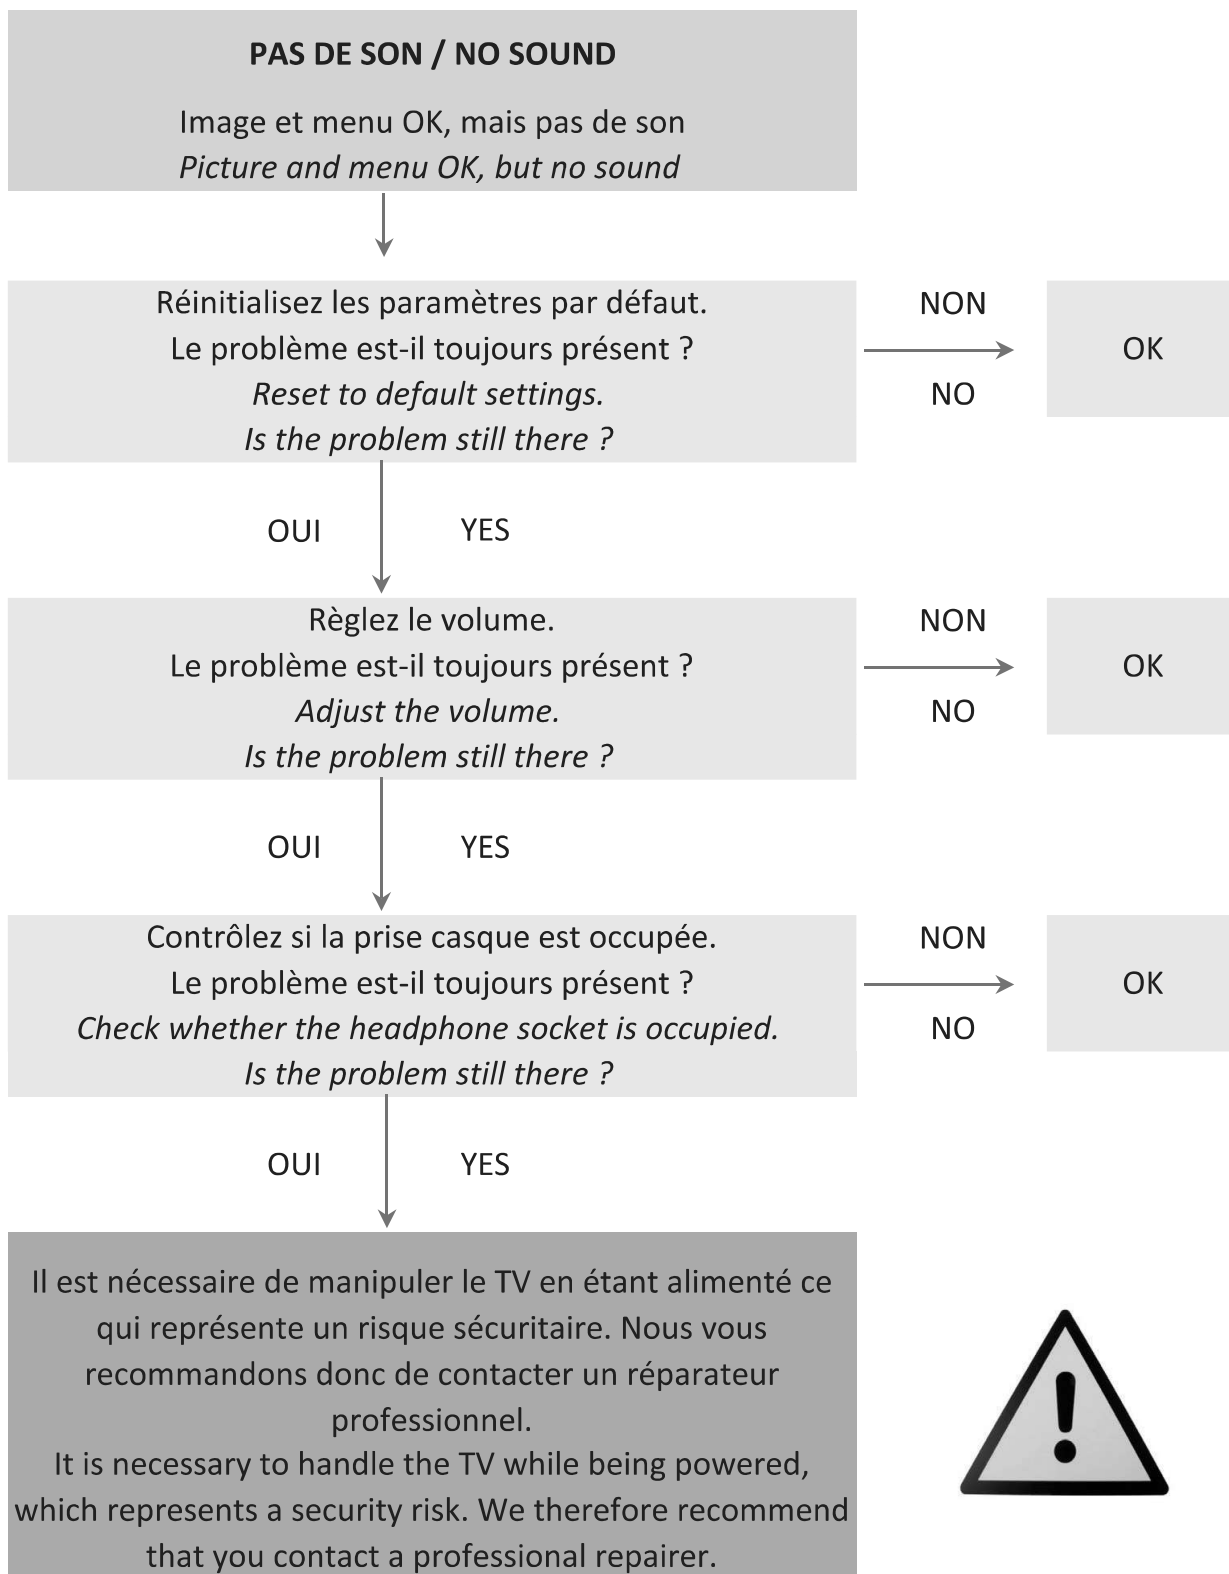 PAS DE SON / NO SOUND
Image et menu OK, mais pas de son
Picture and menu OK, but no sound
Réinitialisez les paramètres par défaut.
Le problème est-il toujours présent ?
Reset to default settings.
Is the problem still there ?
NON
NO
OK
OUI
YES
Règlez le volume.
Le problème est-il toujours présent ?
Adjust the volume.
Is the problem still there ?
NON
NO
OK
OUI
YES
Contrôlez si la prise casque est occupée.
Le problème est-il toujours présent ?
Check whether the headphone socket is occupied.
Is the problem still there ?
NON
NO
OK
OUI
YES
Il est nécessaire de manipuler le TV en étant alimenté ce
qui représente un risque sécuritaire. Nous vous
recommandons donc de contacter un réparateur
professionnel.
It is necessary to handle the TV while being powered,
which represents a security risk. We therefore recommend
that you contact a professional repairer.